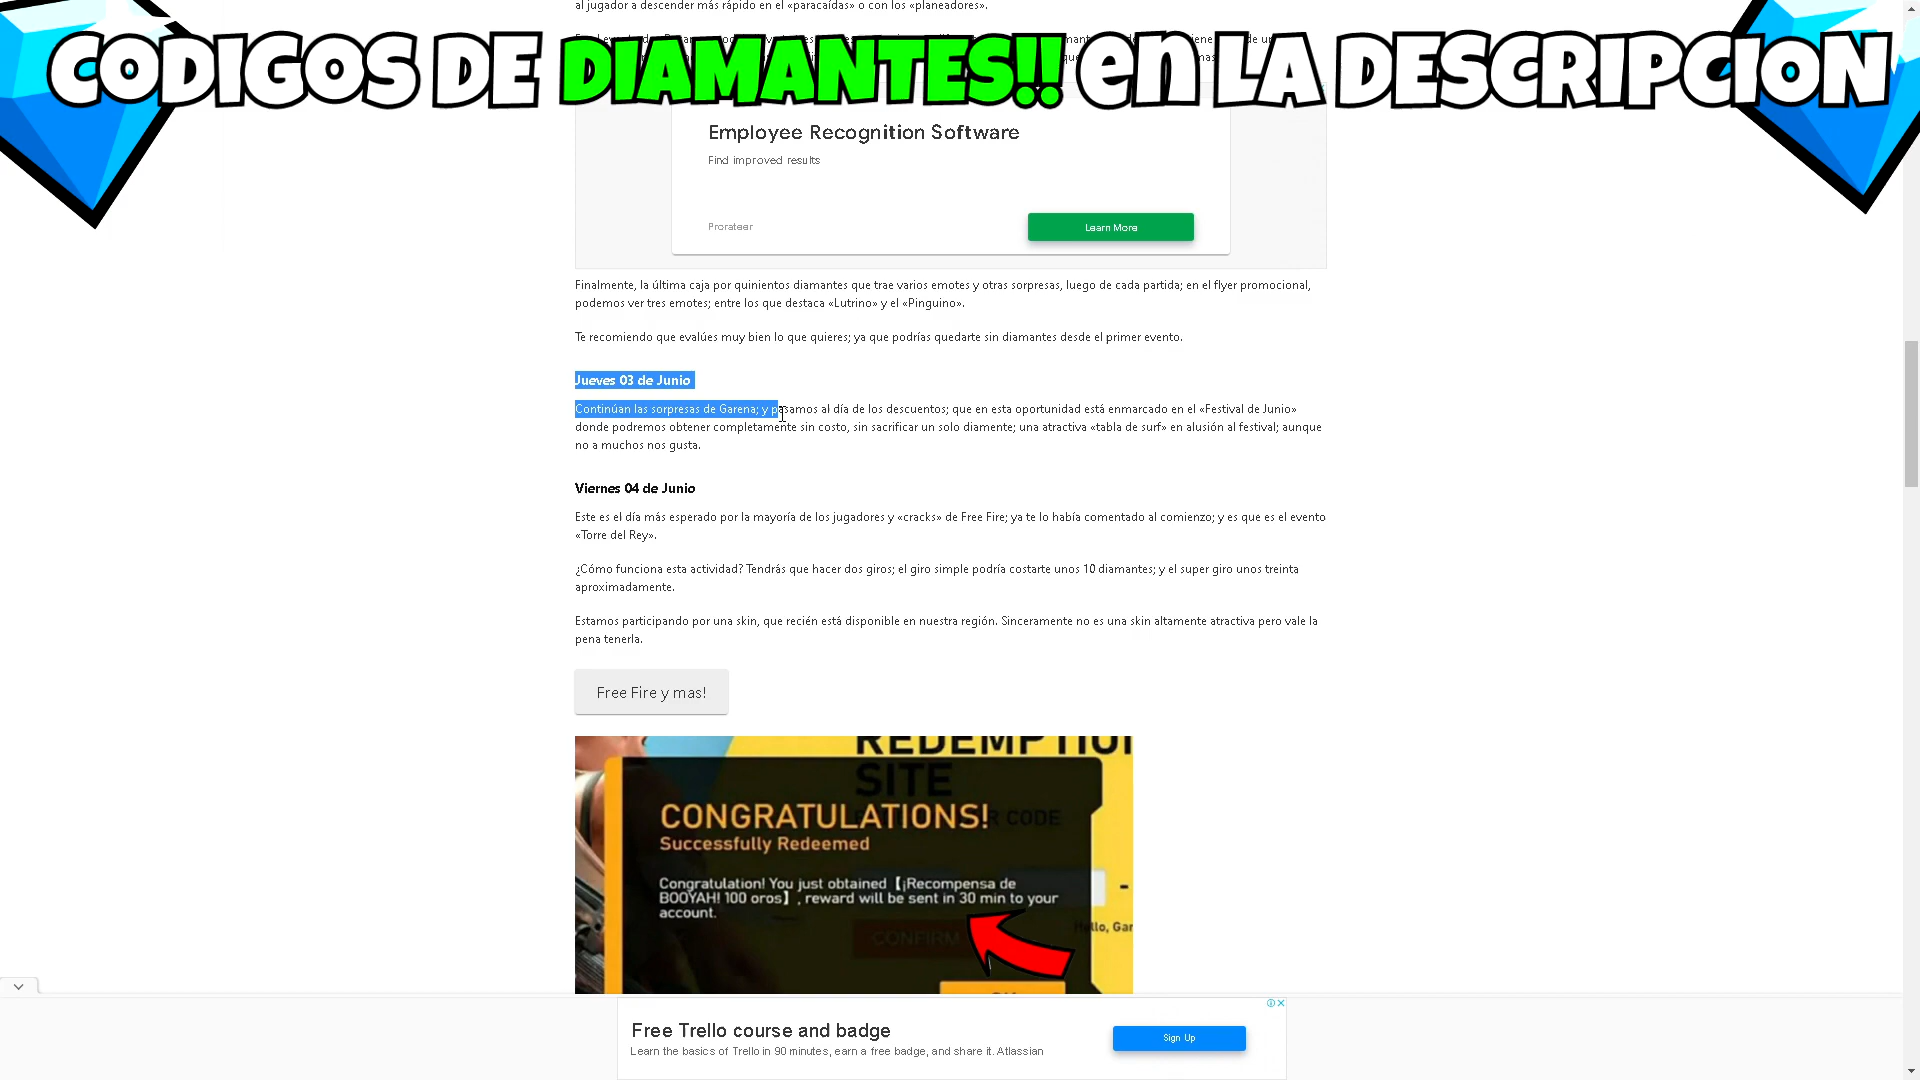 al jugador a descender más rápido en el «paracaídas» o con los «planeadores».
CODIGOS DE DIAMANTES!! en LA DESCRIPCION
Employee Recognition Software
Find improved results
Prorateer
Learn More
Finalmente, la última caja por quinientos diamantes que trae varios emotes y otras sorpresas, luego de cada partida; en el flyer promocional,
podemos ver tres emotes; entre los que destaca «Lutrino» y el «Pinguino».
Te recomiendo que evalúes muy bien lo que quieres; ya que podrías quedarte sin diamantes desde el primer evento.
Jueves 03 de Junio
Continúan las sorpresas de Garena; y pasamos al día de los descuentos; que en esta oportunidad está enmarcado en el «Festival de Junio»
donde podremos obtener completamente sin costo, sin sacrificar un solo diamente; una atractiva «tabla de surf» en alusión al festival; aunque
no a muchos nos gusta.
Viernes 04 de Junio
Este es el día más esperado por la mayoría de los jugadores y «cracks» de Free Fire; ya te lo había comentado al comienzo; y es que es el evento
«Torre del Rey».
¿Cómo funciona esta actividad? Tendrás que hacer dos giros; el giro simple podría costarte unos 10 diamantes; y el super giro unos treinta
aproximadamente.
Estamos participando por una skin, que recién está disponible en nuestra región. Sinceramente no es una skin altamente atractiva pero vale la
pena tenerla.
Free Fire y mas!
REDEMPTION
SITE
CONGRATULATIONS!
CODE
Successfully Redeemed
Congratulation! You just obtained【¡Recompensa de
BOOYAH! 100 oros】, reward will be sent in 30 min to your
account.
Hello, Gar
CONFIRM
Free Trello course and badge
Learn the basics of Trello in 90 minutes, earn a free badge, and share it. Atlassian
Sign Up